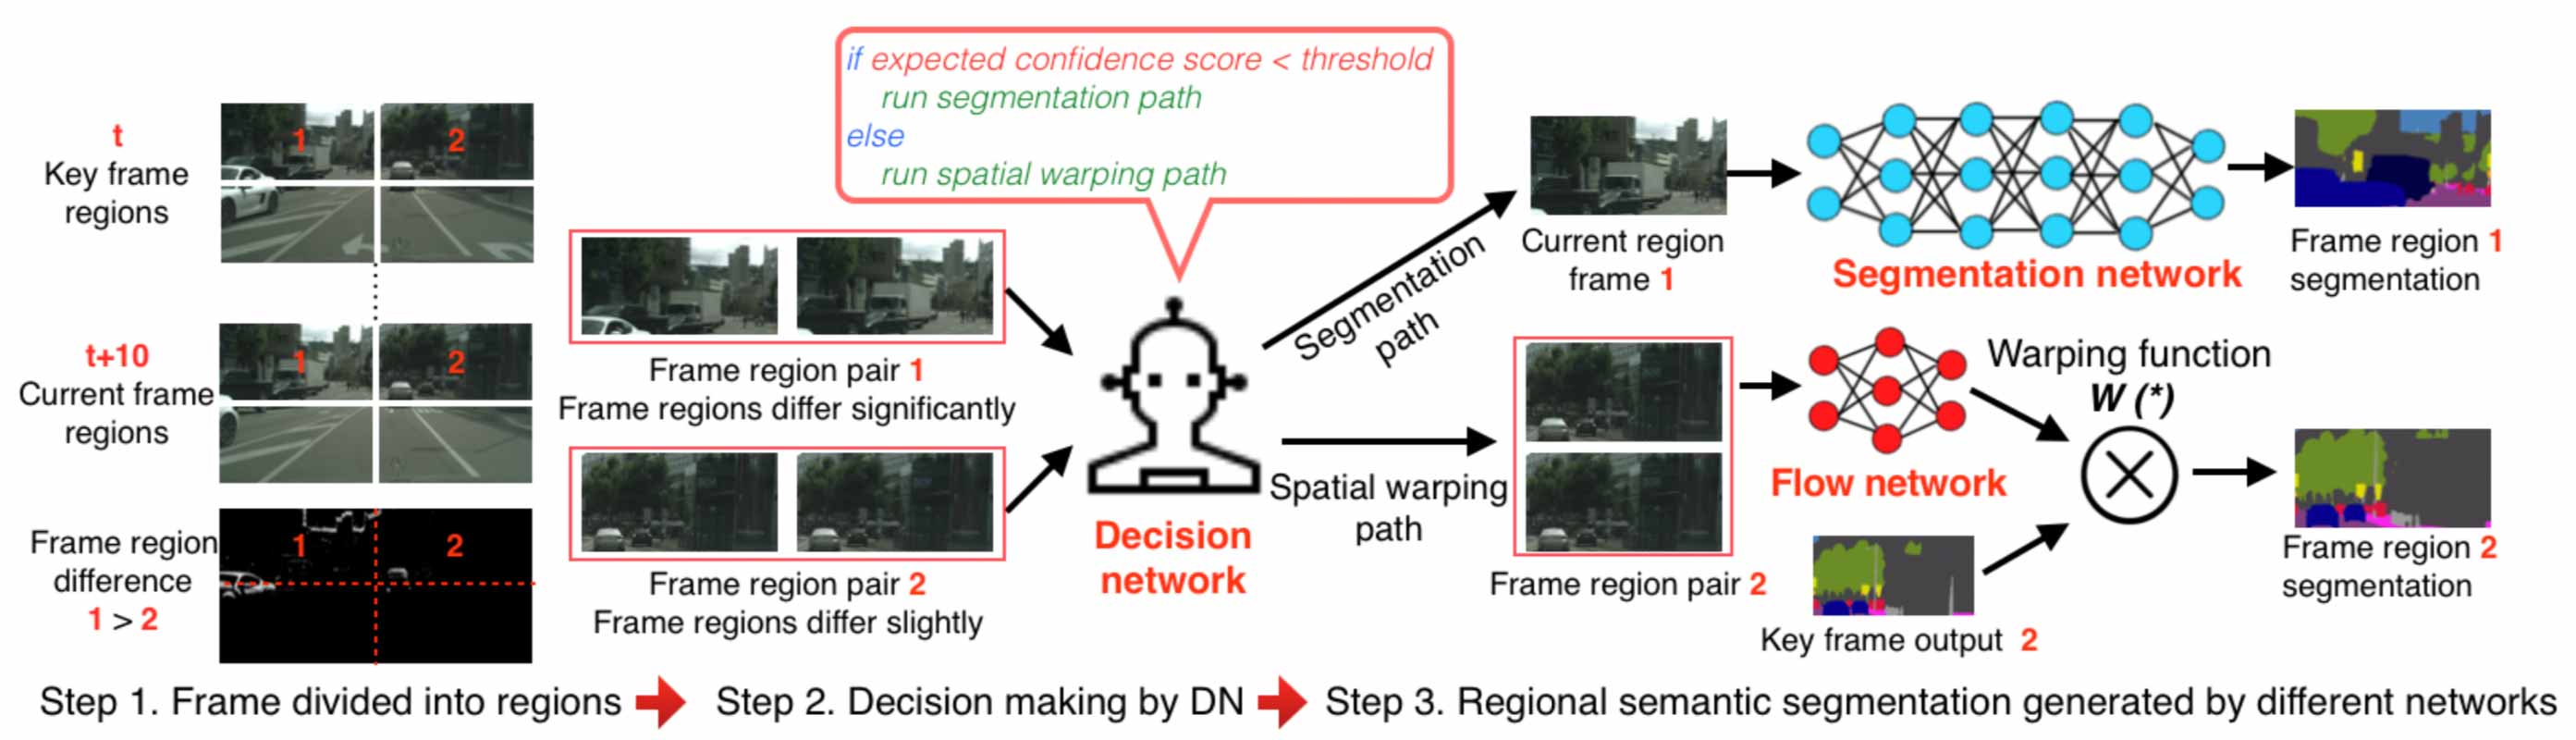 t
Key frame
regions
1
2
t+10
Current frame
regions
1
2
Frame region
difference
1 > 2
1
2
if expected confidence score < threshold
run segmentation path
else
run spatial warping path
Frame region pair 1
Frame regions differ significantly
Frame region pair 2
Frame regions differ slightly
Decision
network
Segmentation
path
Spatial warping
path
Current region
frame 1
Segmentation network
Frame region 1
segmentation
Frame region pair 2
Flow network
Warping function
W (*)
Key frame output 2
Frame region 2
segmentation
Step 1. Frame divided into regions
Step 2. Decision making by DN
Step 3. Regional semantic segmentation generated by different networks